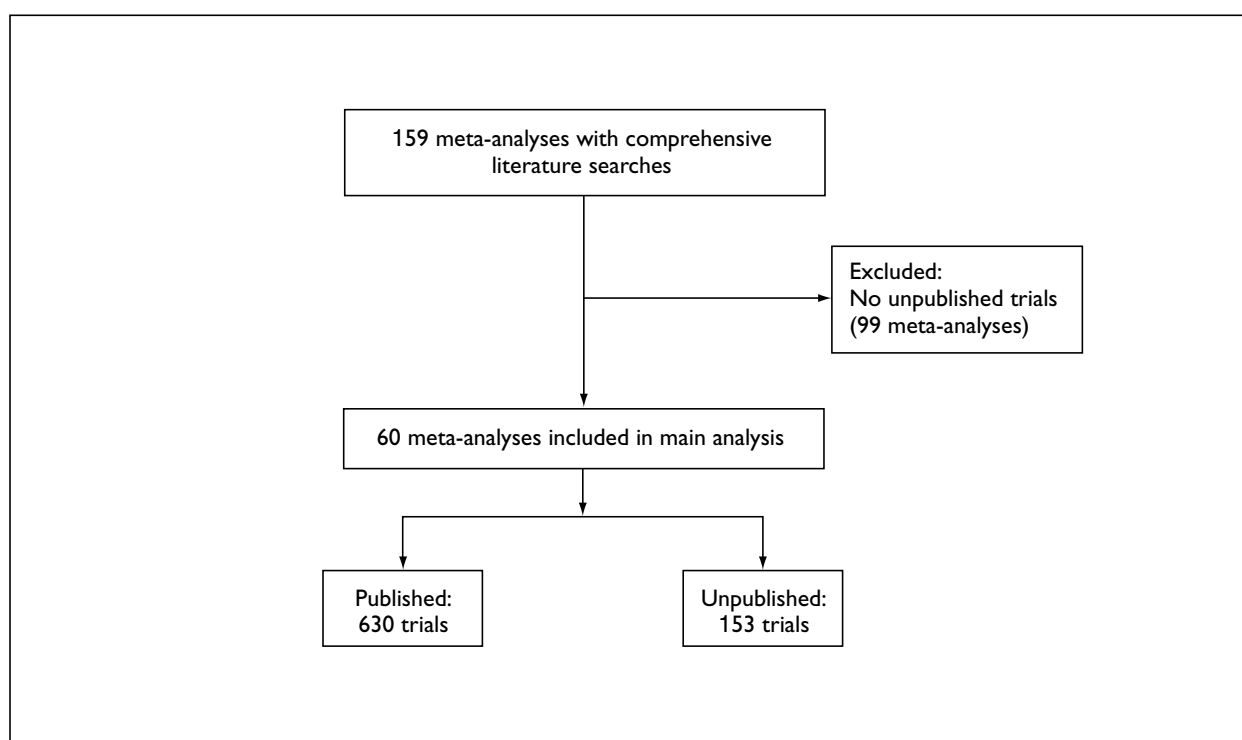 159 meta-analyses with comprehensive
literature searches
Excluded:
No unpublished trials
(99 meta-analyses)
60 meta-analyses included in main analysis
Published:
630 trials
Unpublished:
153 trials